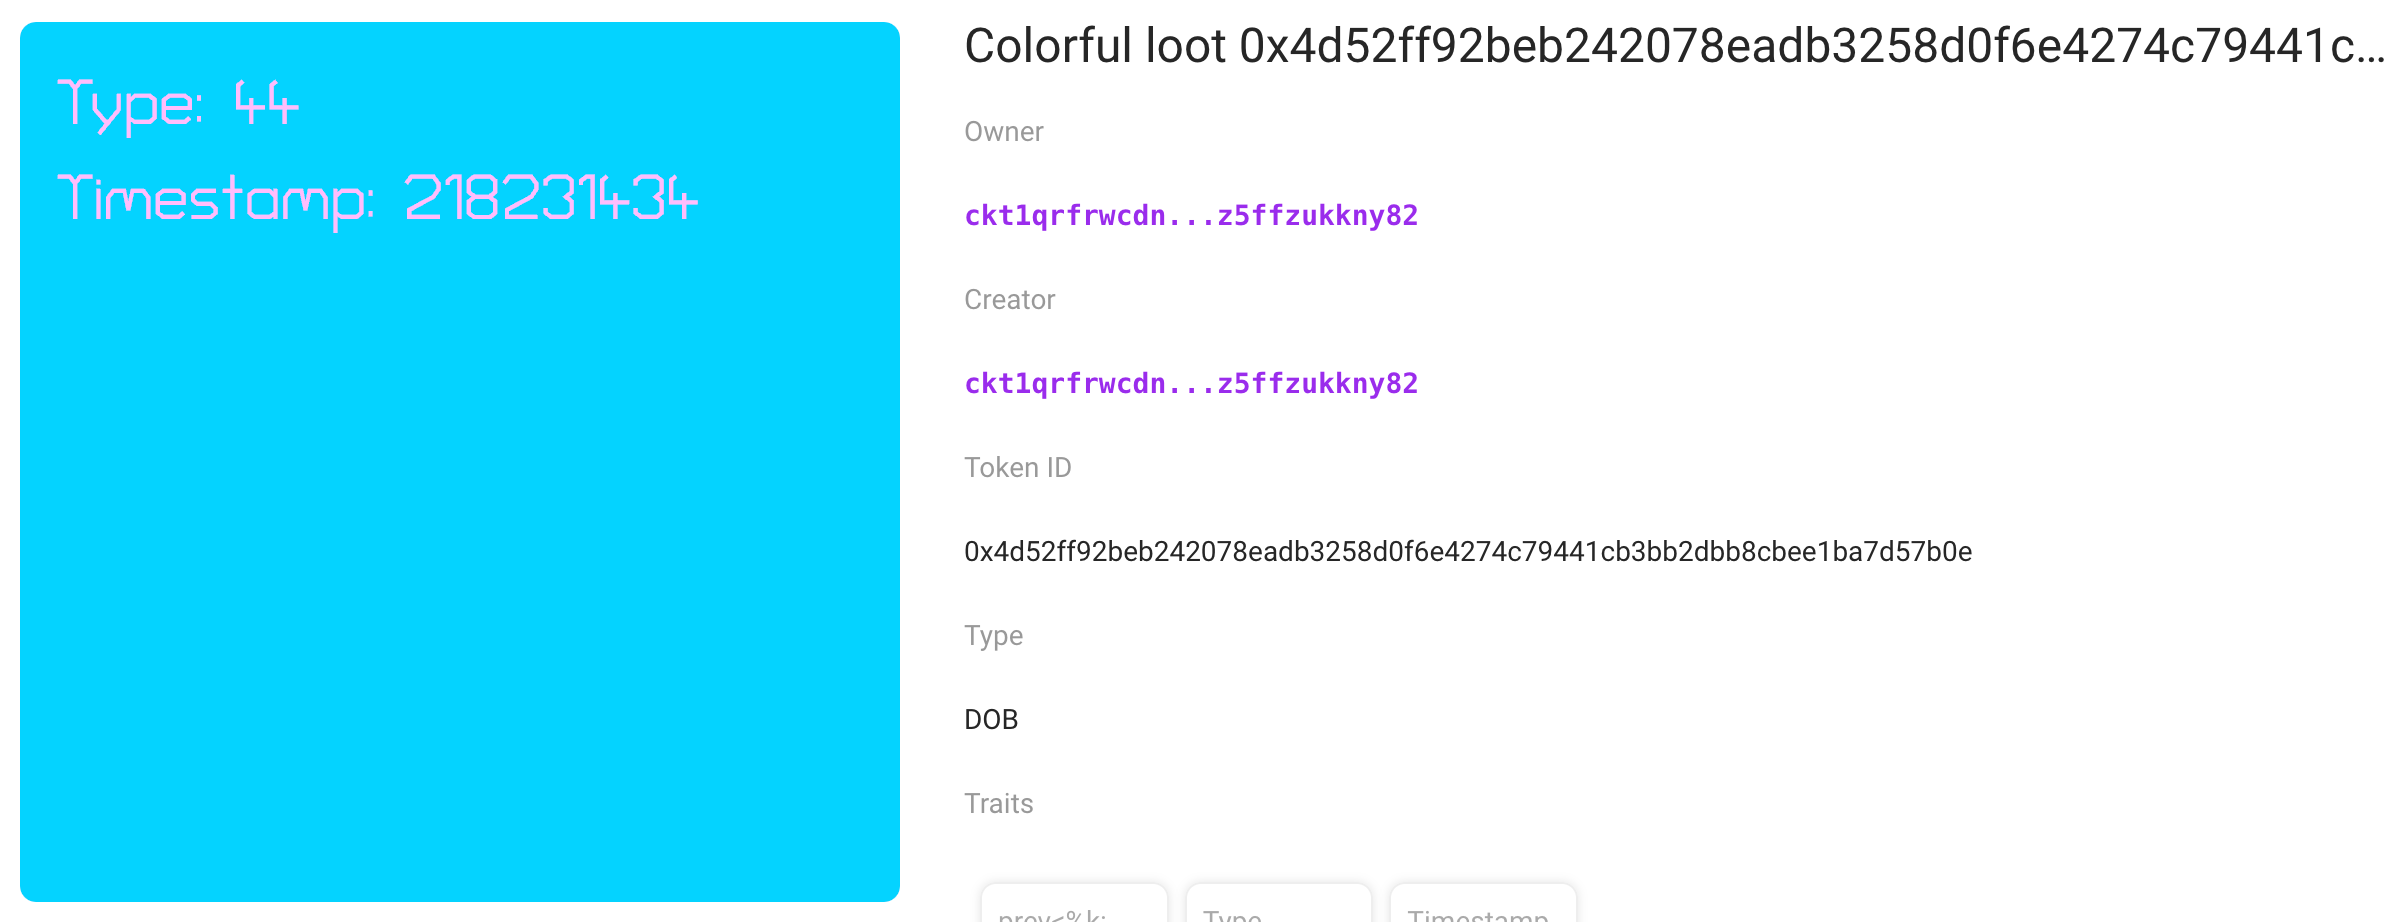 Type: 44
Timestamp: 218231434
Colorful loot 0x4d52ff92beb242078eadb3258d0f6e4274c79441c...
Owner
ckt1qrfrwcdn...z5ffzukkny82
Creator
ckt1qrfrwcdn...z5ffzukkny82
Token ID
0x4d52ff92beb242078eadb3258d0f6e4274c79441cb3bb2dbb8cbee1ba7d57b0e
Type
DOB
Traits
prev<%k: Type Timestamp